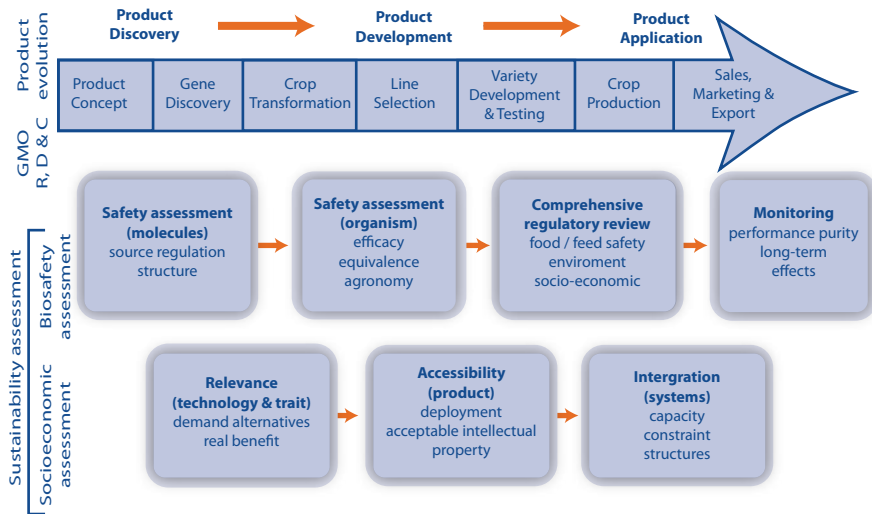 Product
Discovery
Product
Development
Product
Application
Product
evolution
GMO
R, D & C
Product
Concept
Gene
Discovery
Crop
Transformation
Line
Selection
Variety
Development
& Testing
Crop
Production
Sales,
Marketing &
Export
Sustainability assessment
Biosafety
assessment
Safety assessment
(molecules)
source regulation
structure
Safety assessment
(organism)
efficacy
equivalence
agronomy
Comprehensive
regulatory review
food / feed safety
enviroment
socio-economic
Monitoring
performance purity
long-term
effects
Socioeconomic
assessment
Relevance
(technology & trait)
demand alternatives
real benefit
Accessibility
(product)
deployment
acceptable intellectual
property
Intergration
(systems)
capacity
constraint
structures